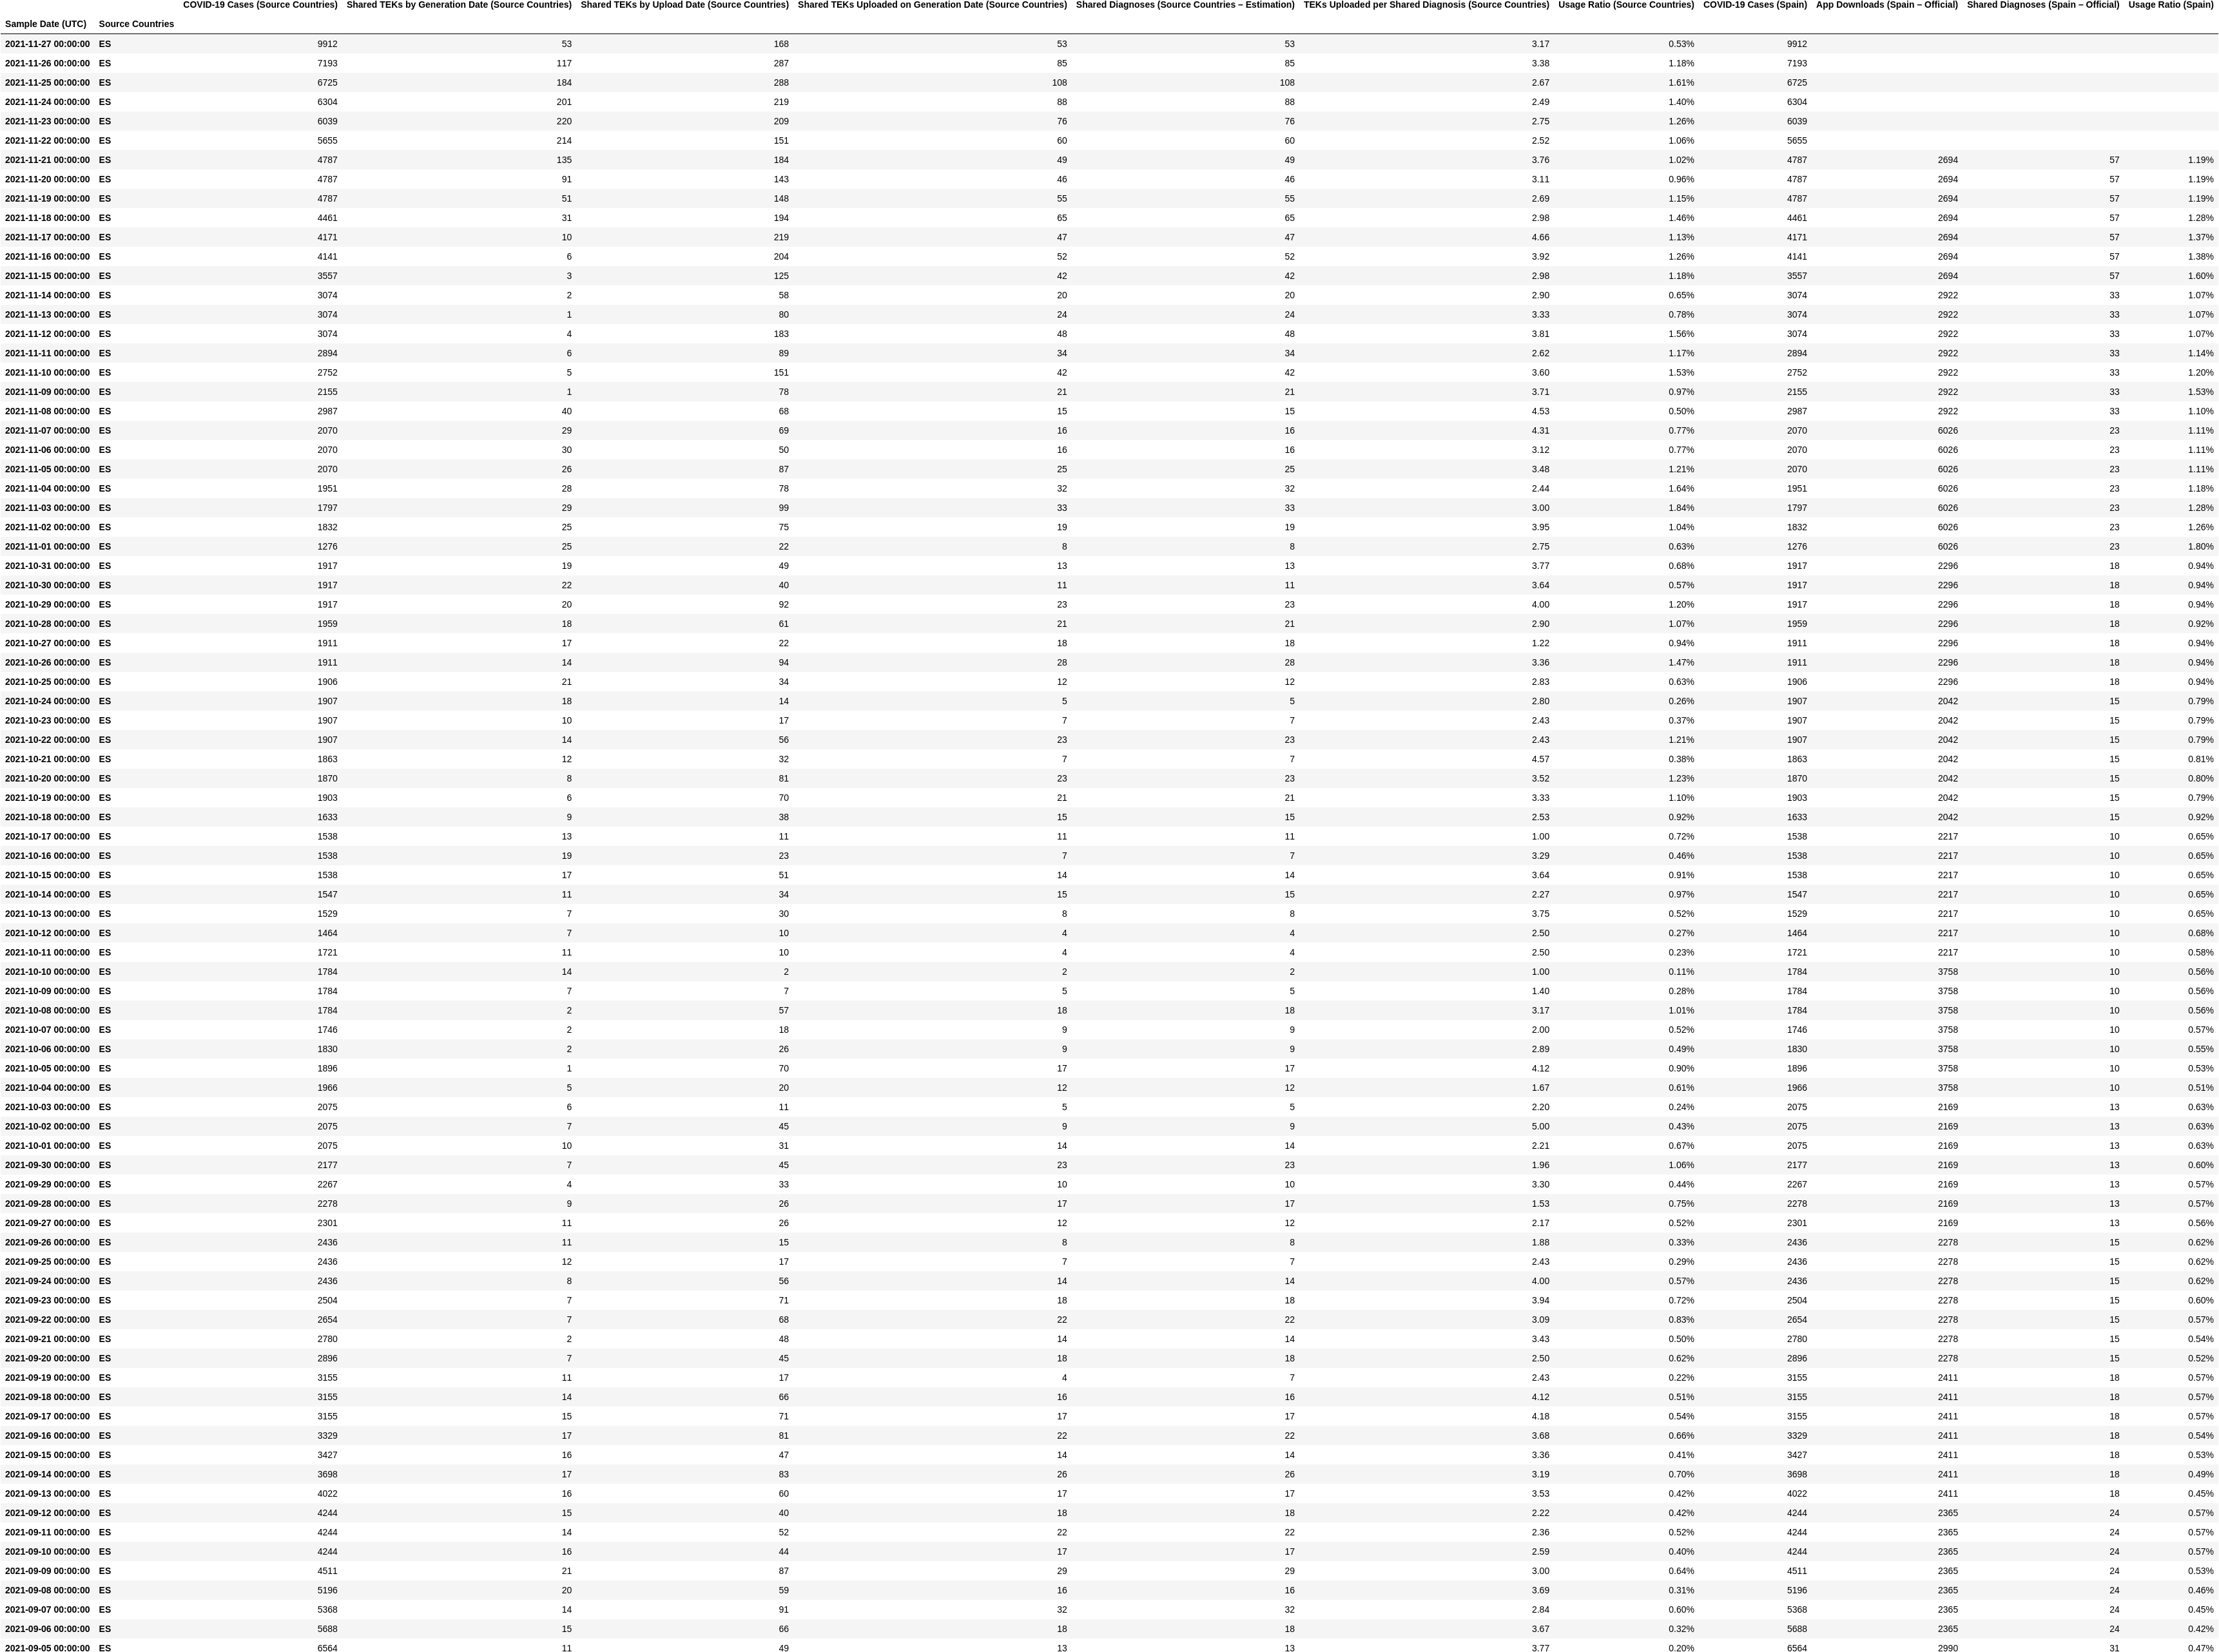 COVID-19 Cases (Source Countries) Shared TEKs by Generation Date (Source Countries) Shared TEKs by Upload Date (Source Countries) Shared TEKs Uploaded on Generation Date (Source Countries) Shared Diagnoses (Source Countries – Estimation) TEKs Uploaded per Shared Diagnosis (Source Countries) Usage Ratio (Source Countries) COVID-19 Cases (Spain) App Downloads (Spain – Official) Shared Diagnoses (Spain – Official) Usage Ratio (Spain)
Sample Date (UTC) Source Countries
2021-11-27 00:00:00 ES 9912 53 168 53 53 3.17 0.53% 9912
2021-11-26 00:00:00 ES 7193 117 287 85 85 3.38 1.18% 7193
2021-11-25 00:00:00 ES 6725 184 288 108 108 2.67 1.61% 6725
2021-11-24 00:00:00 ES 6304 201 219 88 88 2.49 1.40% 6304
2021-11-23 00:00:00 ES 6039 220 209 76 76 2.75 1.26% 6039
2021-11-22 00:00:00 ES 5655 214 151 60 60 2.52 1.06% 5655
2021-11-21 00:00:00 ES 4787 135 184 49 49 3.76 1.02% 4787 2694 57 1.19%
2021-11-20 00:00:00 ES 4787 91 143 46 46 3.11 0.96% 4787 2694 57 1.19%
2021-11-19 00:00:00 ES 4787 51 148 55 55 2.69 1.15% 4787 2694 57 1.19%
2021-11-18 00:00:00 ES 4461 31 194 65 65 2.98 1.46% 4461 2694 57 1.28%
2021-11-17 00:00:00 ES 4171 10 219 47 47 4.66 1.13% 4171 2694 57 1.37%
2021-11-16 00:00:00 ES 4141 6 204 52 52 3.92 1.26% 4141 2694 57 1.38%
2021-11-15 00:00:00 ES 3557 3 125 42 42 2.98 1.18% 3557 2694 57 1.60%
2021-11-14 00:00:00 ES 3074 2 58 20 20 2.90 0.65% 3074 2922 33 1.07%
2021-11-13 00:00:00 ES 3074 1 80 24 24 3.33 0.78% 3074 2922 33 1.07%
2021-11-12 00:00:00 ES 3074 4 183 48 48 3.81 1.56% 3074 2922 33 1.07%
2021-11-11 00:00:00 ES 2894 6 89 34 34 2.62 1.17% 2894 2922 33 1.14%
2021-11-10 00:00:00 ES 2752 5 151 42 42 3.60 1.53% 2752 2922 33 1.20%
2021-11-09 00:00:00 ES 2155 1 78 21 21 3.71 0.97% 2155 2922 33 1.53%
2021-11-08 00:00:00 ES 2987 40 68 15 15 4.53 0.50% 2987 2922 33 1.10%
2021-11-07 00:00:00 ES 2070 29 69 16 16 4.31 0.77% 2070 6026 23 1.11%
2021-11-06 00:00:00 ES 2070 30 50 16 16 3.12 0.77% 2070 6026 23 1.11%
2021-11-05 00:00:00 ES 2070 26 87 25 25 3.48 1.21% 2070 6026 23 1.11%
2021-11-04 00:00:00 ES 1951 28 78 32 32 2.44 1.64% 1951 6026 23 1.18%
2021-11-03 00:00:00 ES 1797 29 99 33 33 3.00 1.84% 1797 6026 23 1.28%
2021-11-02 00:00:00 ES 1832 25 75 19 19 3.95 1.04% 1832 6026 23 1.26%
2021-11-01 00:00:00 ES 1276 25 22 8 8 2.75 0.63% 1276 6026 23 1.80%
2021-10-31 00:00:00 ES 1917 19 49 13 13 3.77 0.68% 1917 2296 18 0.94%
2021-10-30 00:00:00 ES 1917 22 40 11 11 3.64 0.57% 1917 2296 18 0.94%
2021-10-29 00:00:00 ES 1917 20 92 23 23 4.00 1.20% 1917 2296 18 0.94%
2021-10-28 00:00:00 ES 1959 18 61 21 21 2.90 1.07% 1959 2296 18 0.92%
2021-10-27 00:00:00 ES 1911 17 22 18 18 1.22 0.94% 1911 2296 18 0.94%
2021-10-26 00:00:00 ES 1911 14 94 28 28 3.36 1.47% 1911 2296 18 0.94%
2021-10-25 00:00:00 ES 1906 21 34 12 12 2.83 0.63% 1906 2296 18 0.94%
2021-10-24 00:00:00 ES 1907 18 14 5 5 2.80 0.26% 1907 2042 15 0.79%
2021-10-23 00:00:00 ES 1907 10 17 7 7 2.43 0.37% 1907 2042 15 0.79%
2021-10-22 00:00:00 ES 1907 14 56 23 23 2.43 1.21% 1907 2042 15 0.79%
2021-10-21 00:00:00 ES 1863 12 32 7 7 4.57 0.38% 1863 2042 15 0.81%
2021-10-20 00:00:00 ES 1870 8 81 23 23 3.52 1.23% 1870 2042 15 0.80%
2021-10-19 00:00:00 ES 1903 6 70 21 21 3.33 1.10% 1903 2042 15 0.79%
2021-10-18 00:00:00 ES 1633 9 38 15 15 2.53 0.92% 1633 2042 15 0.92%
2021-10-17 00:00:00 ES 1538 13 11 11 11 1.00 0.72% 1538 2217 10 0.65%
2021-10-16 00:00:00 ES 1538 19 23 7 7 3.29 0.46% 1538 2217 10 0.65%
2021-10-15 00:00:00 ES 1538 17 51 14 14 3.64 0.91% 1538 2217 10 0.65%
2021-10-14 00:00:00 ES 1547 11 34 15 15 2.27 0.97% 1547 2217 10 0.65%
2021-10-13 00:00:00 ES 1529 7 30 8 8 3.75 0.52% 1529 2217 10 0.65%
2021-10-12 00:00:00 ES 1464 7 10 4 4 2.50 0.27% 1464 2217 10 0.68%
2021-10-11 00:00:00 ES 1721 11 10 4 4 2.50 0.23% 1721 2217 10 0.58%
2021-10-10 00:00:00 ES 1784 14 2 2 2 1.00 0.11% 1784 3758 10 0.56%
2021-10-09 00:00:00 ES 1784 7 7 5 5 1.40 0.28% 1784 3758 10 0.56%
2021-10-08 00:00:00 ES 1784 2 57 18 18 3.17 1.01% 1784 3758 10 0.56%
2021-10-07 00:00:00 ES 1746 2 18 9 9 2.00 0.52% 1746 3758 10 0.57%
2021-10-06 00:00:00 ES 1830 2 26 9 9 2.89 0.49% 1830 3758 10 0.55%
2021-10-05 00:00:00 ES 1896 1 70 17 17 4.12 0.90% 1896 3758 10 0.53%
2021-10-04 00:00:00 ES 1966 5 20 12 12 1.67 0.61% 1966 3758 10 0.51%
2021-10-03 00:00:00 ES 2075 6 11 5 5 2.20 0.24% 2075 2169 13 0.63%
2021-10-02 00:00:00 ES 2075 7 45 9 9 5.00 0.43% 2075 2169 13 0.63%
2021-10-01 00:00:00 ES 2075 10 31 14 14 2.21 0.67% 2075 2169 13 0.63%
2021-09-30 00:00:00 ES 2177 7 45 23 23 1.96 1.06% 2177 2169 13 0.60%
2021-09-29 00:00:00 ES 2267 4 33 10 10 3.30 0.44% 2267 2169 13 0.57%
2021-09-28 00:00:00 ES 2278 9 26 17 17 1.53 0.75% 2278 2169 13 0.57%
2021-09-27 00:00:00 ES 2301 11 26 12 12 2.17 0.52% 2301 2169 13 0.56%
2021-09-26 00:00:00 ES 2436 11 15 8 8 1.88 0.33% 2436 2278 15 0.62%
2021-09-25 00:00:00 ES 2436 12 17 7 7 2.43 0.29% 2436 2278 15 0.62%
2021-09-24 00:00:00 ES 2436 8 56 14 14 4.00 0.57% 2436 2278 15 0.62%
2021-09-23 00:00:00 ES 2504 7 71 18 18 3.94 0.72% 2504 2278 15 0.60%
2021-09-22 00:00:00 ES 2654 7 68 22 22 3.09 0.83% 2654 2278 15 0.57%
2021-09-21 00:00:00 ES 2780 2 48 14 14 3.43 0.50% 2780 2278 15 0.54%
2021-09-20 00:00:00 ES 2896 7 45 18 18 2.50 0.62% 2896 2278 15 0.52%
2021-09-19 00:00:00 ES 3155 11 17 4 7 2.43 0.22% 3155 2411 18 0.57%
2021-09-18 00:00:00 ES 3155 14 66 16 16 4.12 0.51% 3155 2411 18 0.57%
2021-09-17 00:00:00 ES 3155 15 71 17 17 4.18 0.54% 3155 2411 18 0.57%
2021-09-16 00:00:00 ES 3329 17 81 22 22 3.68 0.66% 3329 2411 18 0.54%
2021-09-15 00:00:00 ES 3427 16 47 14 14 3.36 0.41% 3427 2411 18 0.53%
2021-09-14 00:00:00 ES 3698 17 83 26 26 3.19 0.70% 3698 2411 18 0.49%
2021-09-13 00:00:00 ES 4022 16 60 17 17 3.53 0.42% 4022 2411 18 0.45%
2021-09-12 00:00:00 ES 4244 15 40 18 18 2.22 0.42% 4244 2365 24 0.57%
2021-09-11 00:00:00 ES 4244 14 52 22 22 2.36 0.52% 4244 2365 24 0.57%
2021-09-10 00:00:00 ES 4244 16 44 17 17 2.59 0.40% 4244 2365 24 0.57%
2021-09-09 00:00:00 ES 4511 21 87 29 29 3.00 0.64% 4511 2365 24 0.53%
2021-09-08 00:00:00 ES 5196 20 59 16 16 3.69 0.31% 5196 2365 24 0.46%
2021-09-07 00:00:00 ES 5368 14 91 32 32 2.84 0.60% 5368 2365 24 0.45%
2021-09-06 00:00:00 ES 5688 15 66 18 18 3.67 0.32% 5688 2365 24 0.42%
2021-09-05 00:00:00 ES 6564 11 49 13 13 3.77 0.20% 6564 2990 31 0.47%